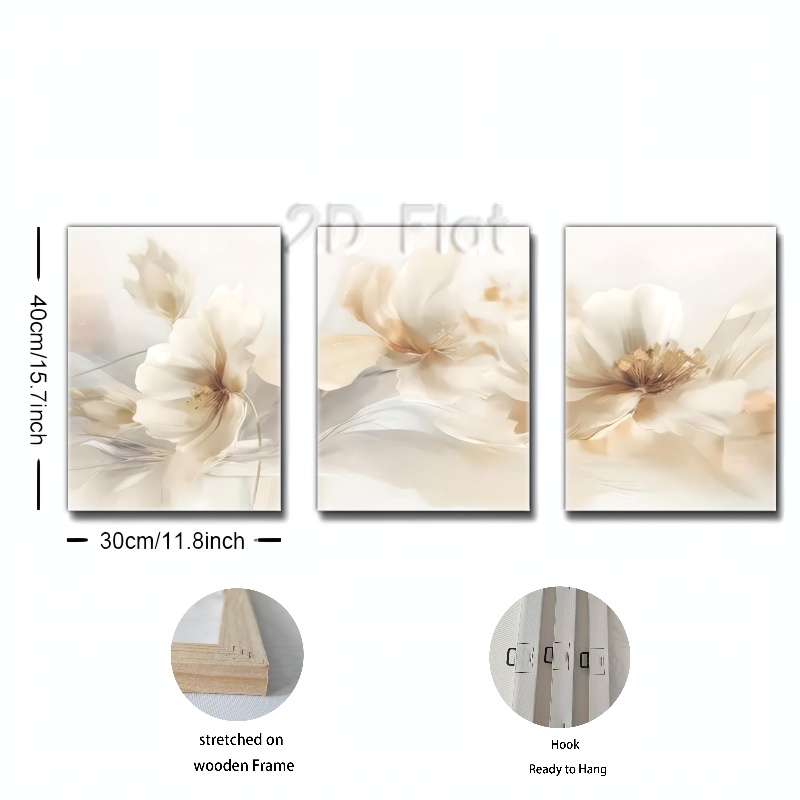 2D Flat
40cm/15.7inch
30cm/11.8inch
stretched on
wooden Frame
Hook
Ready to Hang